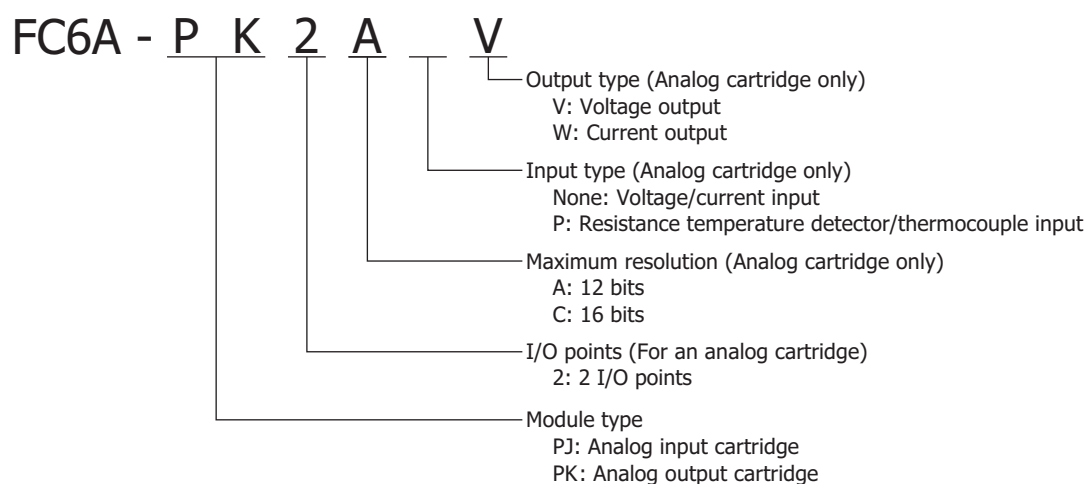 FC6A - P K 2 A V
Output type (Analog cartridge only)
V: Voltage output
W: Current output
Input type (Analog cartridge only)
None: Voltage/current input
P: Resistance temperature detector/thermocouple input
Maximum resolution (Analog cartridge only)
A: 12 bits
C: 16 bits
I/O points (For an analog cartridge)
2: 2 I/O points
Module type
PJ: Analog input cartridge
PK: Analog output cartridge